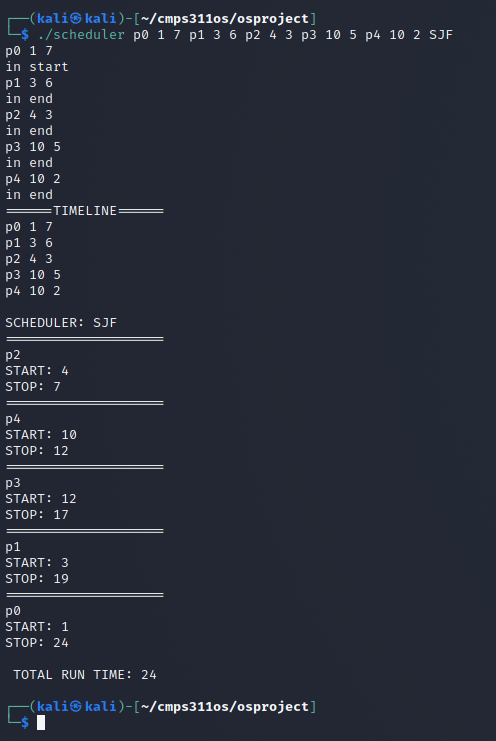 ┌──(kali㉿kali)-[~/cmps311os/osproject]
└─$ ./scheduler p0 1 7 p1 3 6 p2 4 3 p3 10 5 p4 10 2 SJF
p0 1 7
in start
p1 3 6
in end
p2 4 3
in end
p3 10 5
in end
p4 10 2
in end
======TIMELINE======
p0 1 7
p1 3 6
p2 4 3
p3 10 5
p4 10 2
SCHEDULER: SJF
====================
p2
START: 4
STOP: 7
====================
p4
START: 10
STOP: 12
====================
p3
START: 12
STOP: 17
====================
p1
START: 3
STOP: 19
====================
p0
START: 1
STOP: 24
TOTAL RUN TIME: 24
┌──(kali㉿kali)-[~/cmps311os/osproject]
└─$